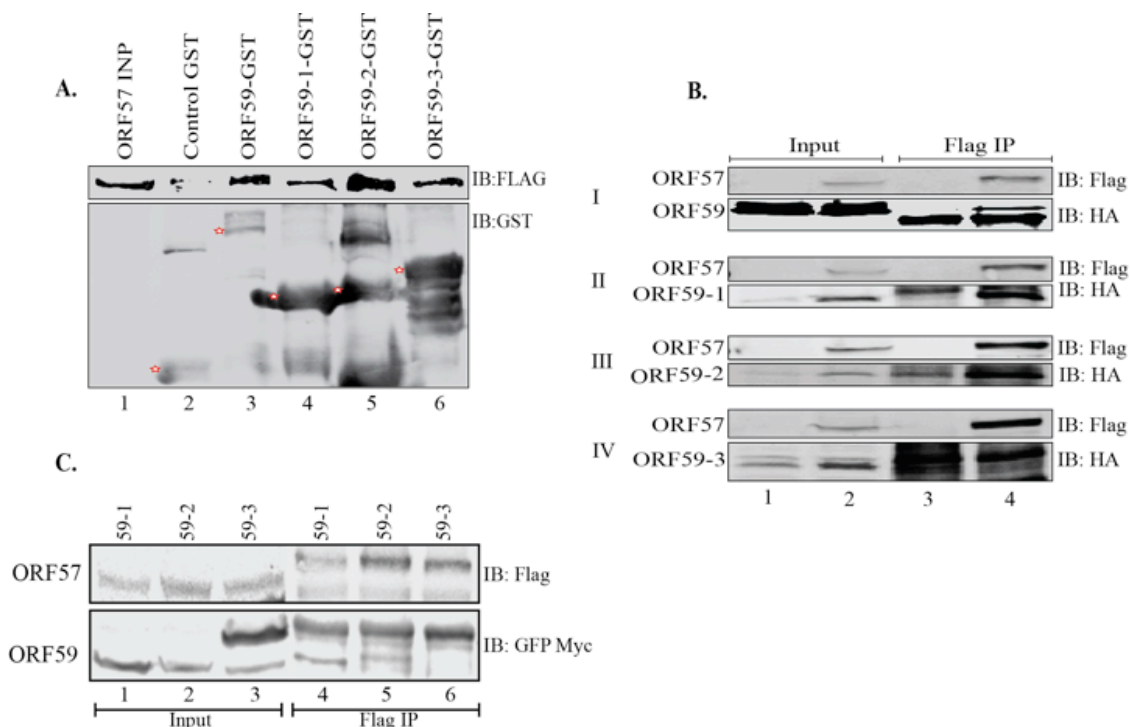 A.
ORF57 INP
Control GST
ORF59-GST
ORF59-1-GST
ORF59-2-GST
ORF59-3-GST
IB:FLAG
IB:GST
1 2 3 4 5 6
B.
Input Flag IP
I
ORF57 IB: Flag
ORF59 IB: HA
II
ORF57 IB: Flag
ORF59-1 IB: HA
III
ORF57 IB: Flag
ORF59-2 IB: HA
IV
ORF57 IB: Flag
ORF59-3 IB: HA
1 2 3 4
C.
59-1 59-2 59-3 59-1 59-2 59-3
ORF57 IB: Flag
ORF59 IB: GFP Myc
1 2 3 4 5 6
Input Flag IP